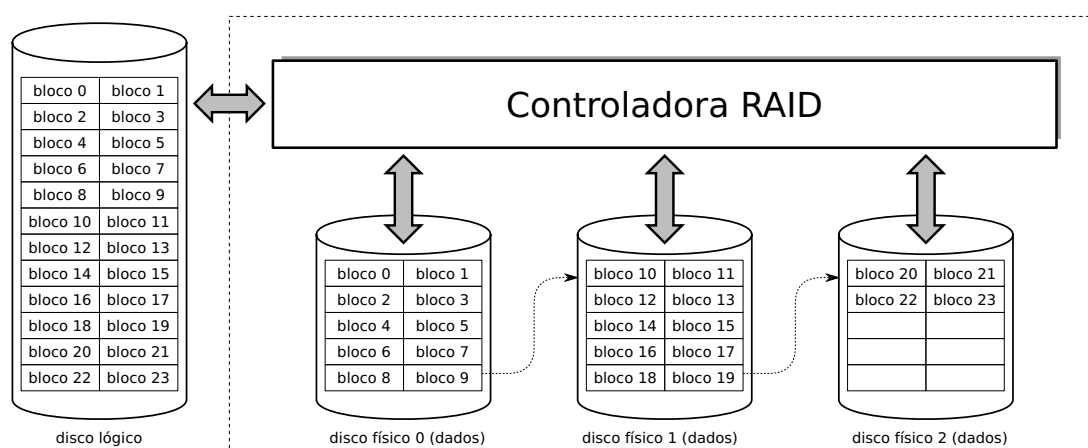 Controladora RAID
bloco 0 bloco 1
bloco 2 bloco 3
bloco 4 bloco 5
bloco 6 bloco 7
bloco 8 bloco 9
bloco 10 bloco 11
bloco 12 bloco 13
bloco 14 bloco 15
bloco 16 bloco 17
bloco 18 bloco 19
bloco 20 bloco 21
bloco 22 bloco 23
disco lógico
bloco 0 bloco 1
bloco 2 bloco 3
bloco 4 bloco 5
bloco 6 bloco 7
bloco 8 bloco 9
disco físico 0 (dados)
bloco 10 bloco 11
bloco 12 bloco 13
bloco 14 bloco 15
bloco 16 bloco 17
bloco 18 bloco 19
disco físico 1 (dados)
bloco 20 bloco 21
bloco 22 bloco 23
disco físico 2 (dados)